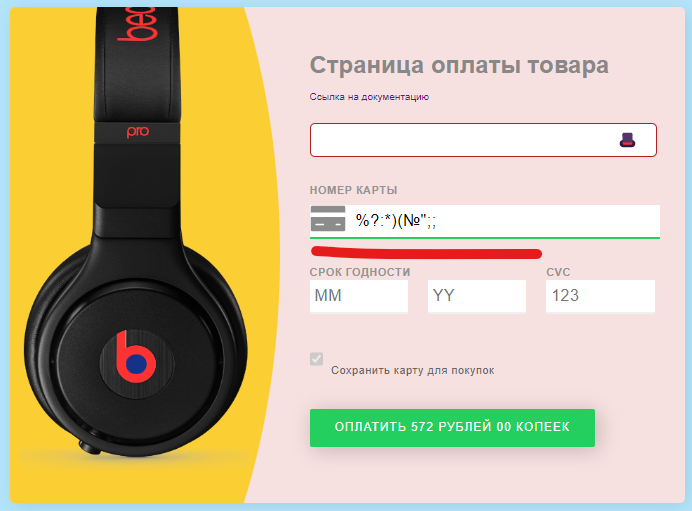 beats
pro
b
Страница оплаты товара
Ссылка на документацию
НОМЕР КАРТЫ
%?:*)(№";;
СРОК ГОДНОСТИ
CVC
MM
YY
123
Сохранить карту для покупок
ОПЛАТИТЬ 572 РУБЛЕЙ 00 КОПЕЕК